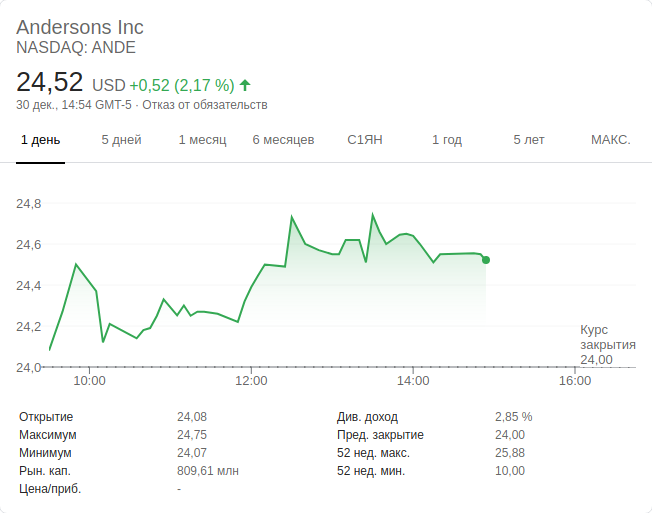 Andersons Inc
NASDAQ: ANDE
24,52 USD +0,52 (2,17 %)
30 дек., 14:54 GMT-5 · Отказ от обязательств
1 день 5 дней 1 месяц 6 месяцев С1ЯН 1 год 5 лет МАКС.
24,8
24,6
24,4
24,2
24,0
Курс
закрытия
24,00
10:00 12:00 14:00 16:00
Открытие 24,08 Див. доход 2,85 %
Максимум 24,75 Пред. закрытие 24,00
Минимум 24,07 52 нед. макс. 25,88
Рын. кап. 809,61 млн 52 нед. мин. 10,00
Цена/приб. -